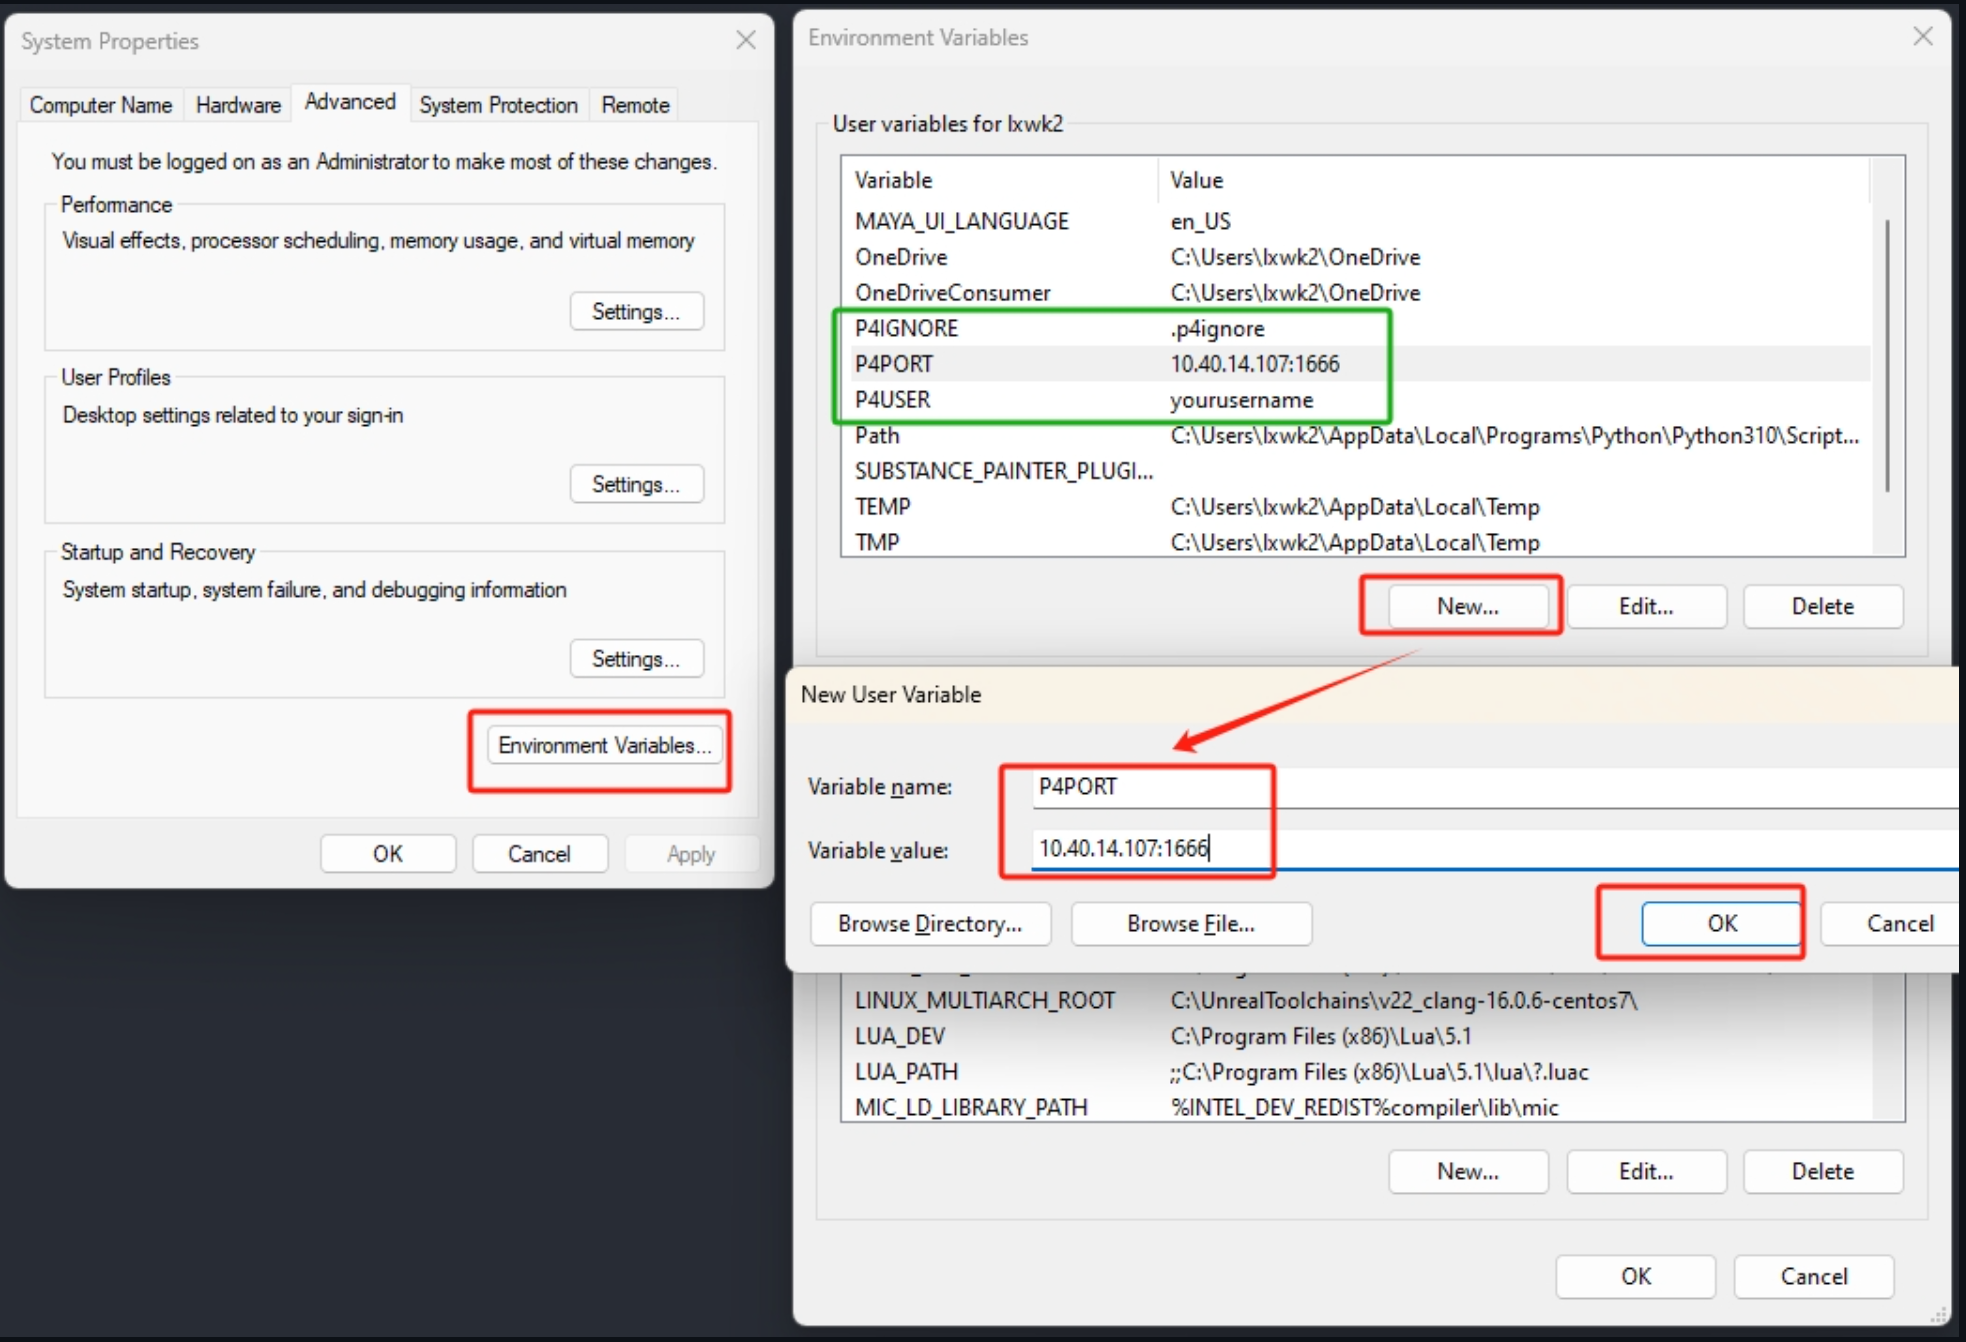 System Properties
Computer Name
Hardware
Advanced
System Protection
Remote
You must be logged on as an Administrator to make most of these changes.
Performance
Visual effects, processor scheduling, memory usage, and virtual memory
Settings...
User Profiles
Desktop settings related to your sign-in
Settings...
Startup and Recovery
System startup, system failure, and debugging information
Settings...
Environment Variables...
OK
Cancel
Apply
Environment Variables
User variables for lxwk2
Variable Value
MAYA_UI_LANGUAGE en_US
OneDrive C:\Users\lxwk2\OneDrive
OneDriveConsumer C:\Users\lxwk2\OneDrive
P4IGNORE .p4ignore
P4PORT 10.40.14.107:1666
P4USER yourusername
Path C:\Users\lxwk2\AppData\Local\Programs\Python\Python310\Script...
SUBSTANCE_PAINTER_PLUGI...
TEMP C:\Users\lxwk2\AppData\Local\Temp
TMP C:\Users\lxwk2\AppData\Local\Temp
New...
Edit...
Delete
New User Variable
Variable name: P4PORT
Variable value: 10.40.14.107:1666
Browse Directory...
Browse File...
OK
Cancel
LINUX_MULTIARCH_ROOT C:\UnrealToolchains\v22_clang-16.0.6-centos7\
LUA_DEV C:\Program Files (x86)\Lua\5.1
LUA_PATH ;;C:\Program Files (x86)\Lua\5.1\lua\?.luac
MIC_LD_LIBRARY_PATH %INTEL_DEV_REDIST%compiler\lib\mic
New...
Edit...
Delete
OK
Cancel